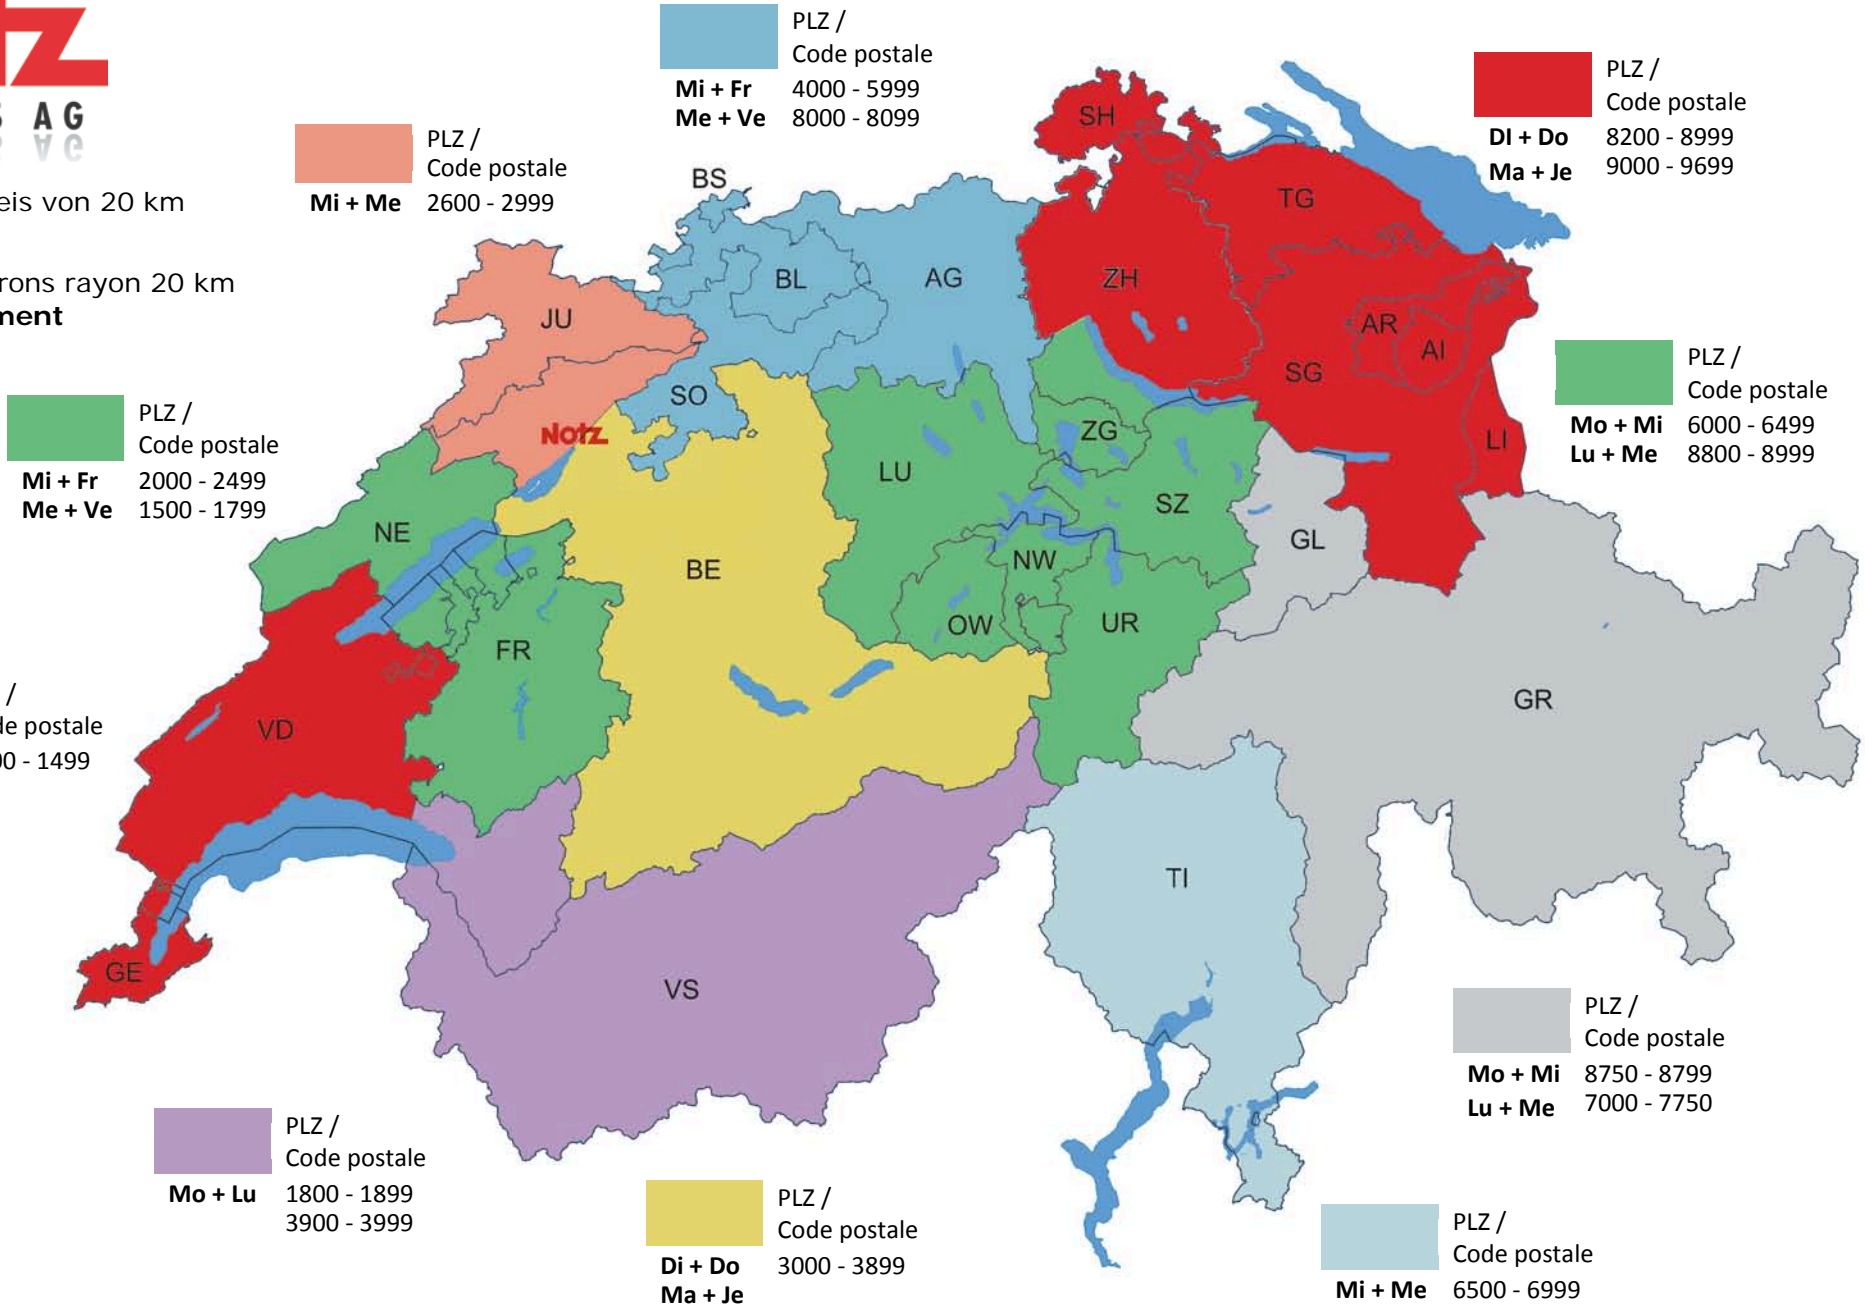 AG
eis von 20 km
rons rayon 20 km
ment
PLZ /
Code postale
Mi + Me 2600 - 2999
PLZ /
Code postale
Mi + Fr 4000 - 5999
Me + Ve 8000 - 8099
PLZ /
Code postale
DI + Do 8200 - 8999
Ma + Je 9000 - 9699
PLZ /
Code postale
Mi + Fr 2000 - 2499
Me + Ve 1500 - 1799
PLZ /
Code postale
Mo + Mi 6000 - 6499
Lu + Me 8800 - 8999
/
de postale
00 - 1499
SH
BS
TG
BL
AG
ZH
JU
AR
AI
SG
SO
Notz
ZG
LI
LU
SZ
NE
GL
BE
NW
OW
UR
FR
VD
GR
TI
GE
VS
PLZ /
Code postale
Mo + Mi 8750 - 8799
Lu + Me 7000 - 7750
PLZ /
Code postale
Mo + Lu 1800 - 1899
3900 - 3999
PLZ /
Code postale
Di + Do 3000 - 3899
Ma + Je
PLZ /
Code postale
Mi + Me 6500 - 6999